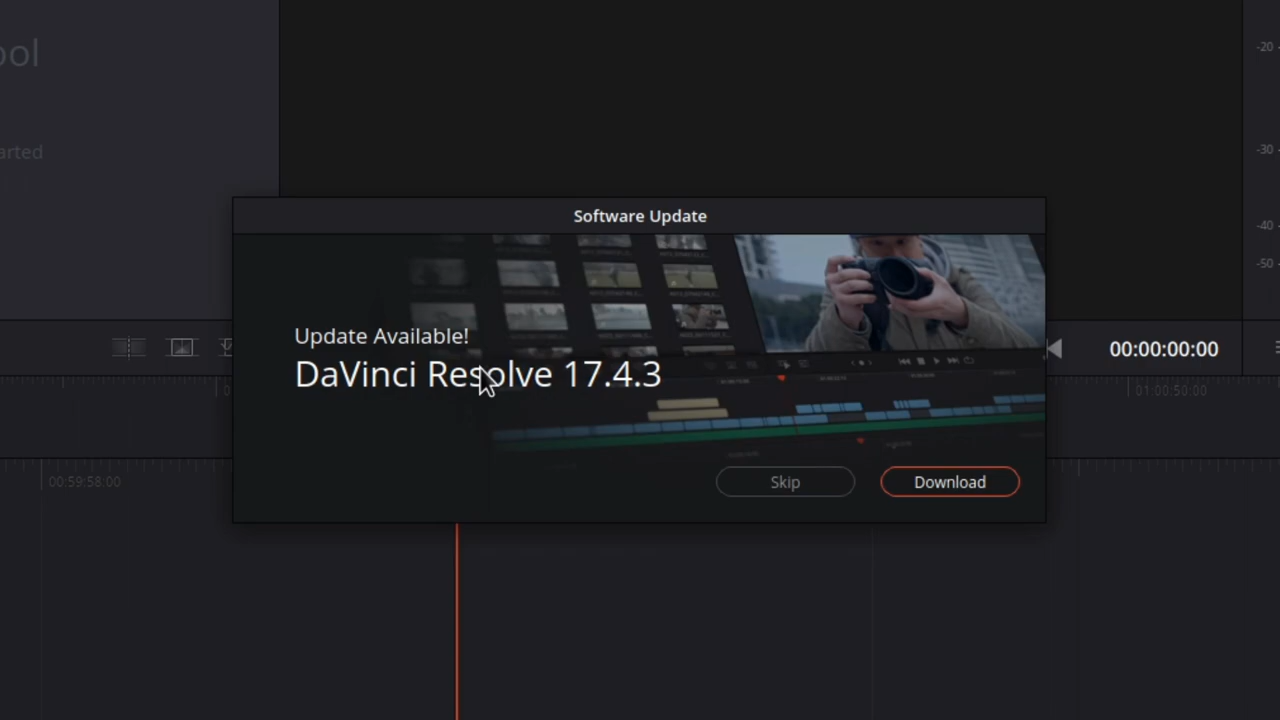 ool
arted
Software Update
Update Available!
DaVinci Resolve 17.4.3
Skip
Download
-20
-30
-40
-50
00:00:00:00
01:00:50:00
00:59:58:00